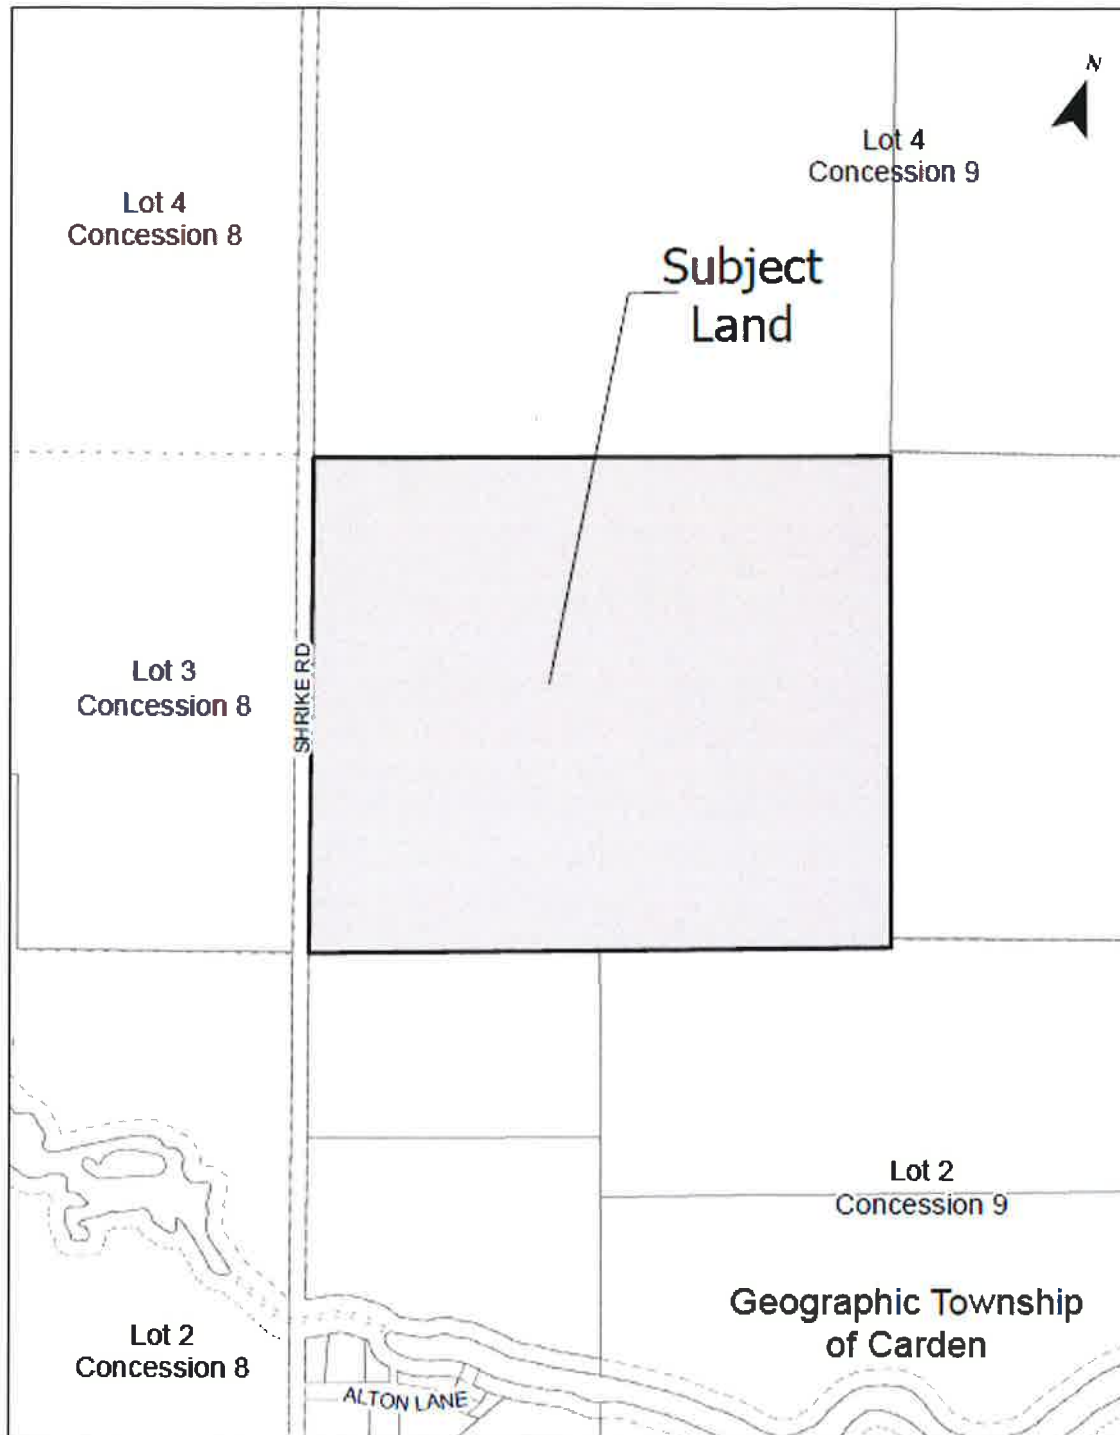 N
Lot 4
Concession 9
Lot 4
Concession 8
Subject
Land
Lot 3
Concession 8
SHRIKE RD
Lot 2
Concession 9
Geographic Township
of Carden
Lot 2
Concession 8
ALTON LANE